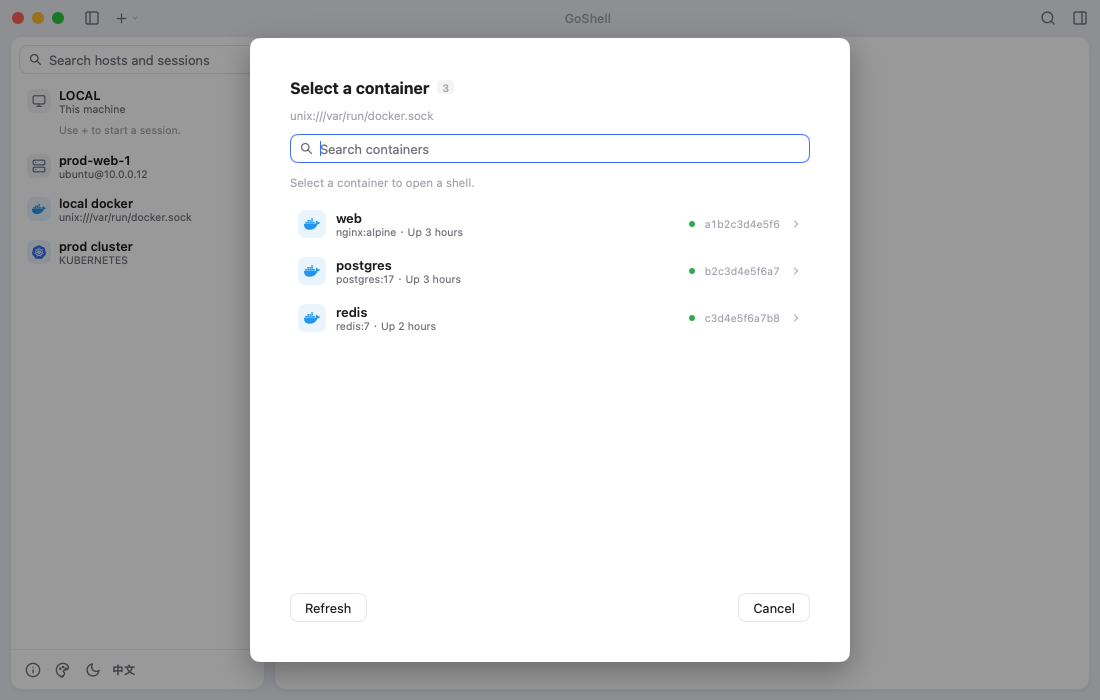 GoShell
Search hosts and sessions
LOCAL
This machine
Use + to start a session.
prod-web-1
ubuntu@10.0.0.12
local docker
unix:///var/run/docker.sock
prod cluster
KUBERNETES
中文
Select a container 3
unix:///var/run/docker.sock
Search containers
Select a container to open a shell.
web
nginx:alpine · Up 3 hours
a1b2c3d4e5f6
postgres
postgres:17 · Up 3 hours
b2c3d4e5f6a7
redis
redis:7 · Up 2 hours
c3d4e5f6a7b8
Refresh
Cancel